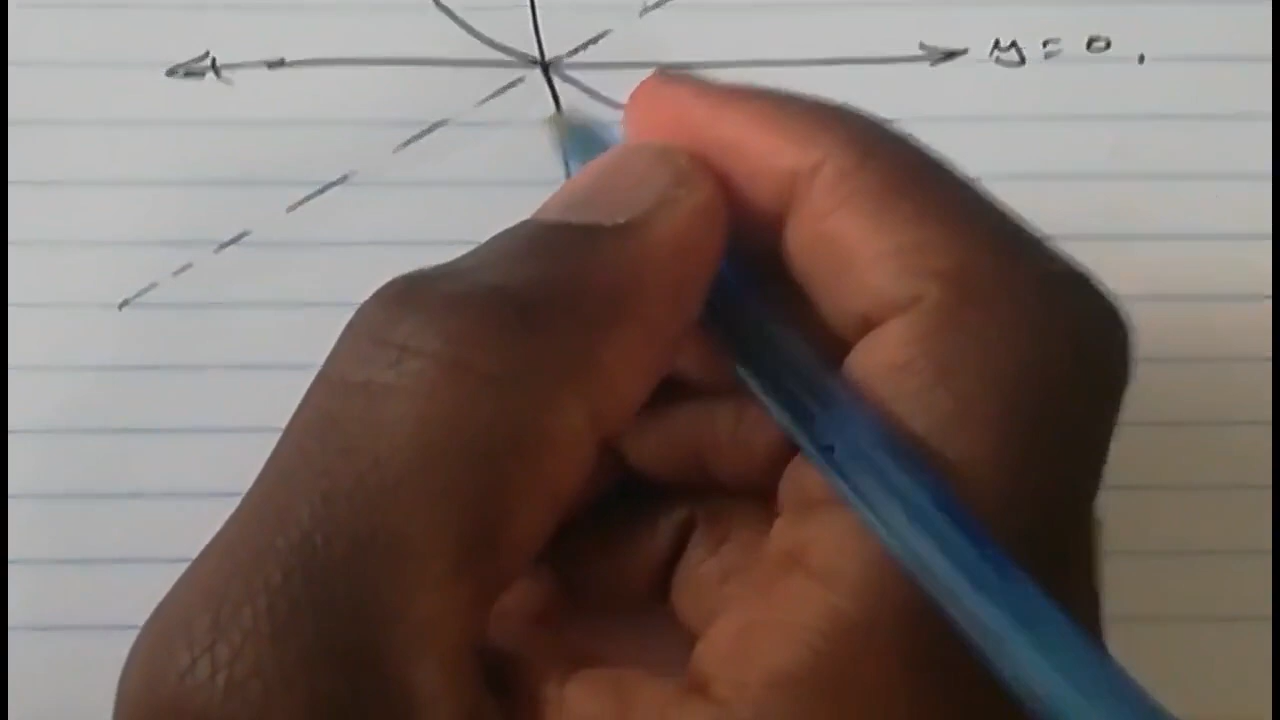 y = 0,